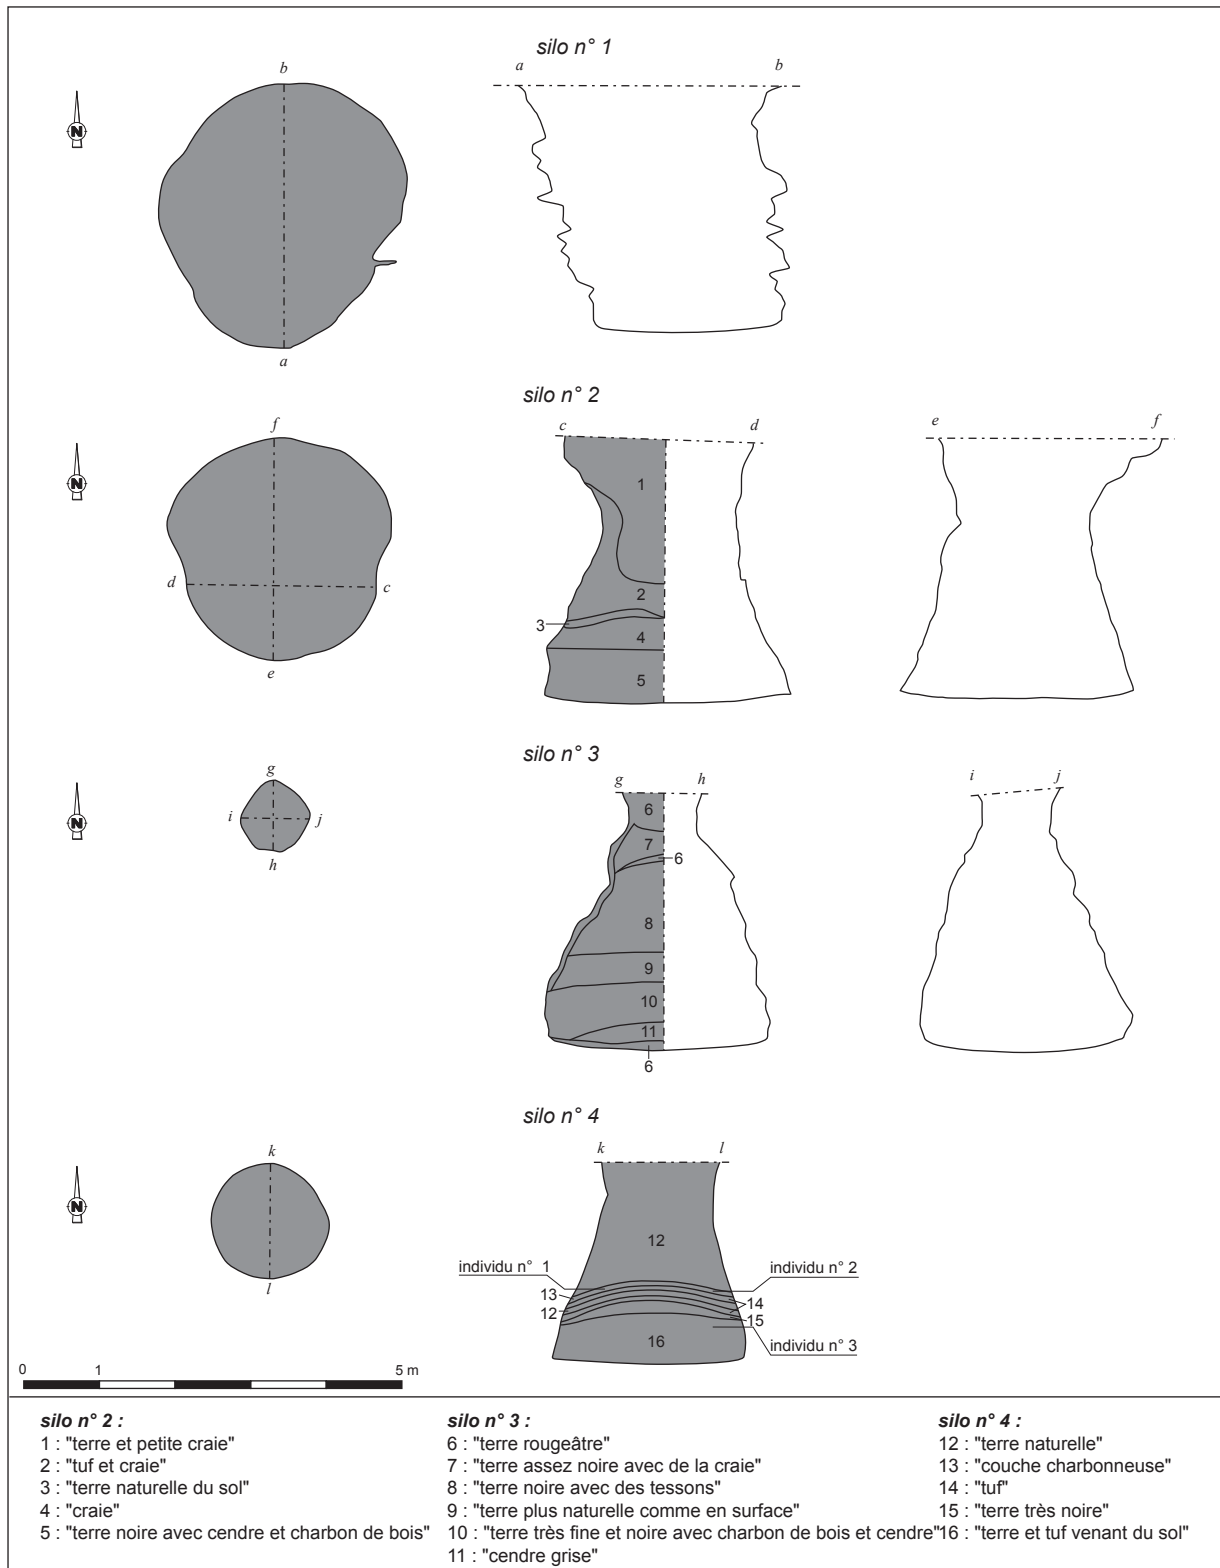 silo n° 1
b
a
b
N
a
silo n° 2
f
c
d
e
f
N
1
d
c
2
3
4
e
5
silo n° 3
g
g
h
i
j
6
N
i
j
7
6
h
8
9
10
11
6
silo n° 4
k
k
l
N
12
individu n° 1
individu n° 2
13
14
12
15
l
16
individu n° 3
0 1 5 m
silo n° 2 :
1 : "terre et petite craie"
2 : "tuf et craie"
3 : "terre naturelle du sol"
4 : "craie"
5 : "terre noire avec cendre et charbon de bois"
silo n° 3 :
6 : "terre rougeâtre"
7 : "terre assez noire avec de la craie"
8 : "terre noire avec des tessons"
9 : "terre plus naturelle comme en surface"
10 : "terre très fine et noire avec charbon de bois et cendre"
11 : "cendre grise"
silo n° 4 :
12 : "terre naturelle"
13 : "couche charbonneuse"
14 : "tuf"
15 : "terre très noire"
16 : "terre et tuf venant du sol"